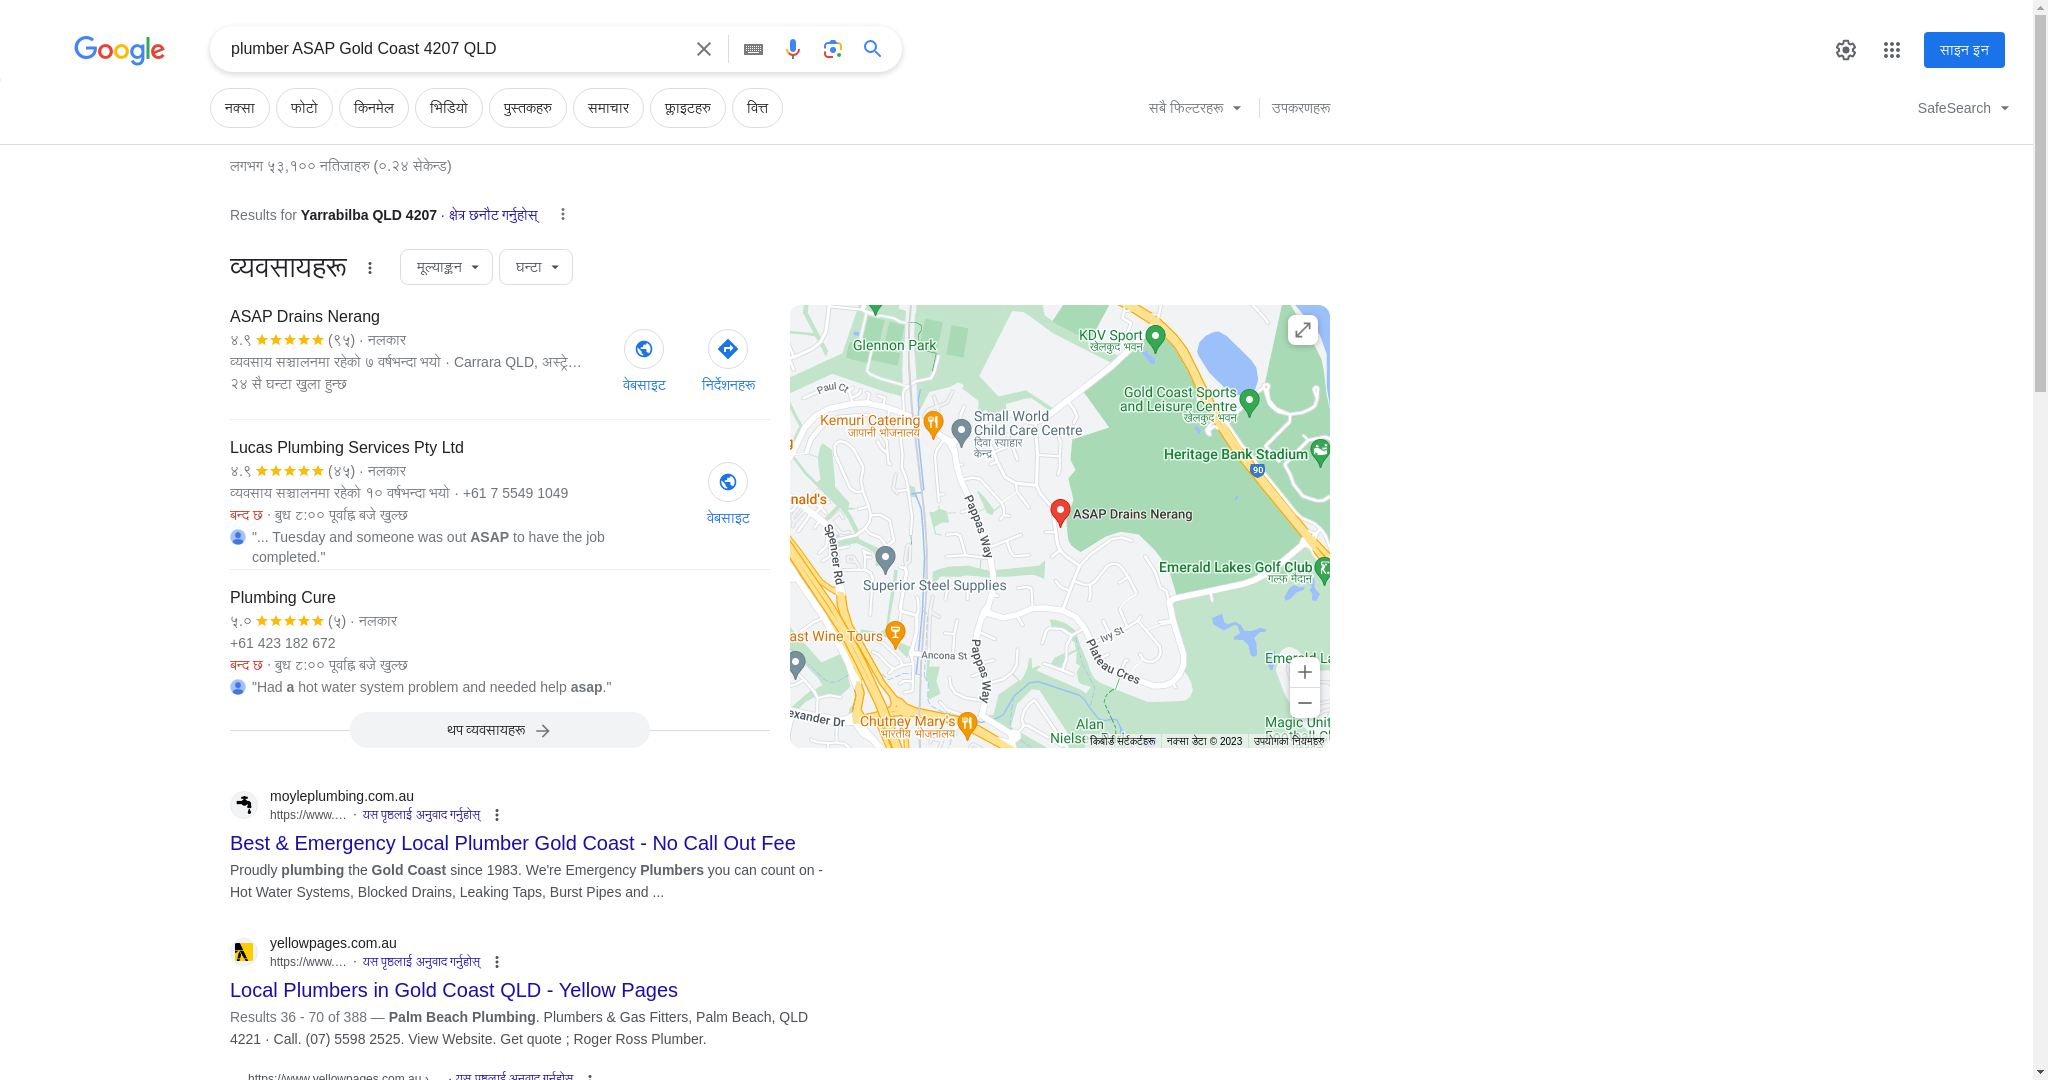 Google
plumber ASAP Gold Coast 4207 QLD
साइन इन
नक्सा
फोटो
किनमेल
भिडियो
पुस्तकहरु
समाचार
फ्लाइटहरु
वित्त
सबै फिल्टरहरू
उपकरणहरू
SafeSearch
लगभग ५३,१०० नतिजाहरु (०.२४ सेकेन्ड)
Results for Yarrabilba QLD 4207 · क्षेत्र छनौट गर्नुहोस्
व्यवसायहरू
मूल्याङ्कन
घन्टा
ASAP Drains Nerang
४.९ (९५) · नलकार
व्यवसाय सञ्चालनमा रहेको ७ वर्षभन्दा भयो · Carrara QLD, अस्ट्रे...
२४ सै घन्टा खुला हुन्छ
वेबसाइट
निर्देशनहरू
Lucas Plumbing Services Pty Ltd
४.९ (४५) · नलकार
व्यवसाय सञ्चालनमा रहेको १० वर्षभन्दा भयो · +61 7 5549 1049
बन्द छ · बुध ८:०० पूर्वाह्न बजे खुल्छ
"... Tuesday and someone was out ASAP to have the job
completed."
वेबसाइट
Plumbing Cure
५.० (५) · नलकार
+61 423 182 672
बन्द छ · बुध ८:०० पूर्वाह्न बजे खुल्छ
"Had a hot water system problem and needed help asap."
थप व्यवसायहरू
KDV Sport
खेलकुद भवन
Glennon Park
Paul Ct
Gold Coast Sports
and Leisure Centre
खेलकुद भवन
Kemuri Catering
जापानी भोजनालय
Small World
Child Care Centre
दिवा स्याहार
केन्द्र
Heritage Bank Stadium
90
nald's
ASAP Drains Nerang
Pappas Way
Spencer Rd
Superior Steel Supplies
Emerald Lakes Golf Club
गल्फ मैदान
ast Wine Tours
Ivy St
Ancona St
Pappas Way
Plateau Cres
Emerald La
exander Dr
Chutney Mary's
भारतीय भोजनालय
Alan
Nielse
Magic Unit
Football Cl
किबोर्ड सर्टकर्टहरू
नक्सा डेटा © 2023
उपयोगका नियमहरु
moyleplumbing.com.au
https://www.... · यस पृष्ठलाई अनुवाद गर्नुहोस्
Best & Emergency Local Plumber Gold Coast - No Call Out Fee
Proudly plumbing the Gold Coast since 1983. We're Emergency Plumbers you can count on -
Hot Water Systems, Blocked Drains, Leaking Taps, Burst Pipes and ...
yellowpages.com.au
https://www.... · यस पृष्ठलाई अनुवाद गर्नुहोस्
Local Plumbers in Gold Coast QLD - Yellow Pages
Results 36 - 70 of 388 — Palm Beach Plumbing. Plumbers & Gas Fitters, Palm Beach, QLD
4221 · Call. (07) 5598 2525. View Website. Get quote ; Roger Ross Plumber.
https://www.yellowpages.com.au › ... · यस पृष्ठलाई अनुवाद गर्नुहोस्